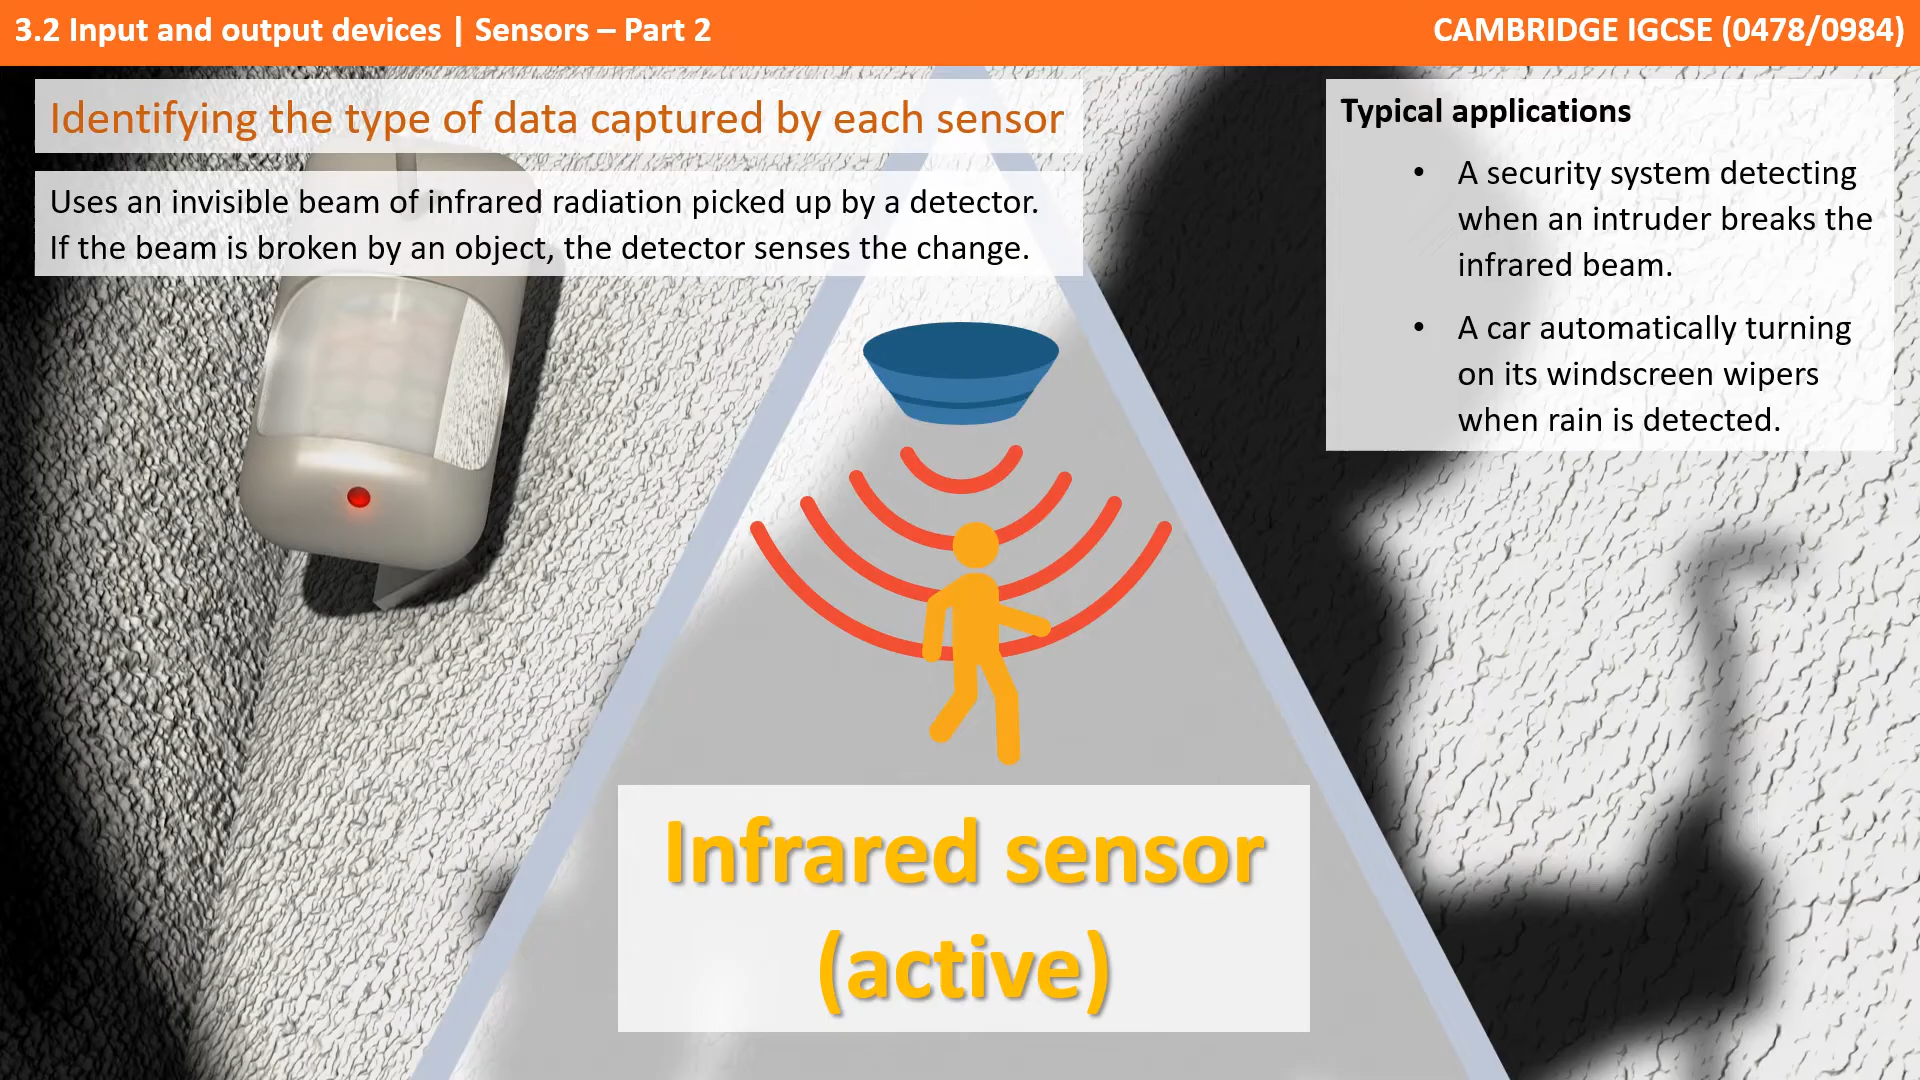 3.2 Input and output devices | Sensors – Part 2
CAMBRIDGE IGCSE (0478/0984)
Identifying the type of data captured by each sensor
Uses an invisible beam of infrared radiation picked up by a detector.
If the beam is broken by an object, the detector senses the change.
Typical applications
• A security system detecting
when an intruder breaks the
infrared beam.
• A car automatically turning
on its windscreen wipers
when rain is detected.
Infrared sensor
(active)